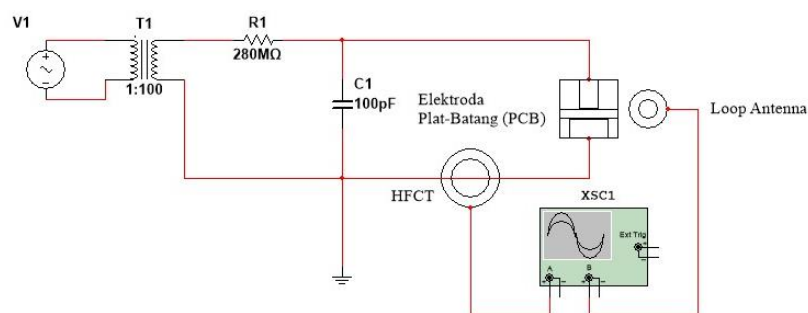 V1
T1
R1
280MΩ
1:100
C1
100pF
Elektroda
Plat-Batang (PCB)
Loop Antenna
HFCT
XSC1
Ext Trig
A
B